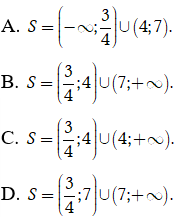 A. S = (-∞; 3/4) ∪ (4;7).
B. S = (3/4; 4) ∪ (7;+∞).
C. S = (3/4; 4) ∪ (4;+∞).
D. S = (3/4; 7) ∪ (7;+∞).